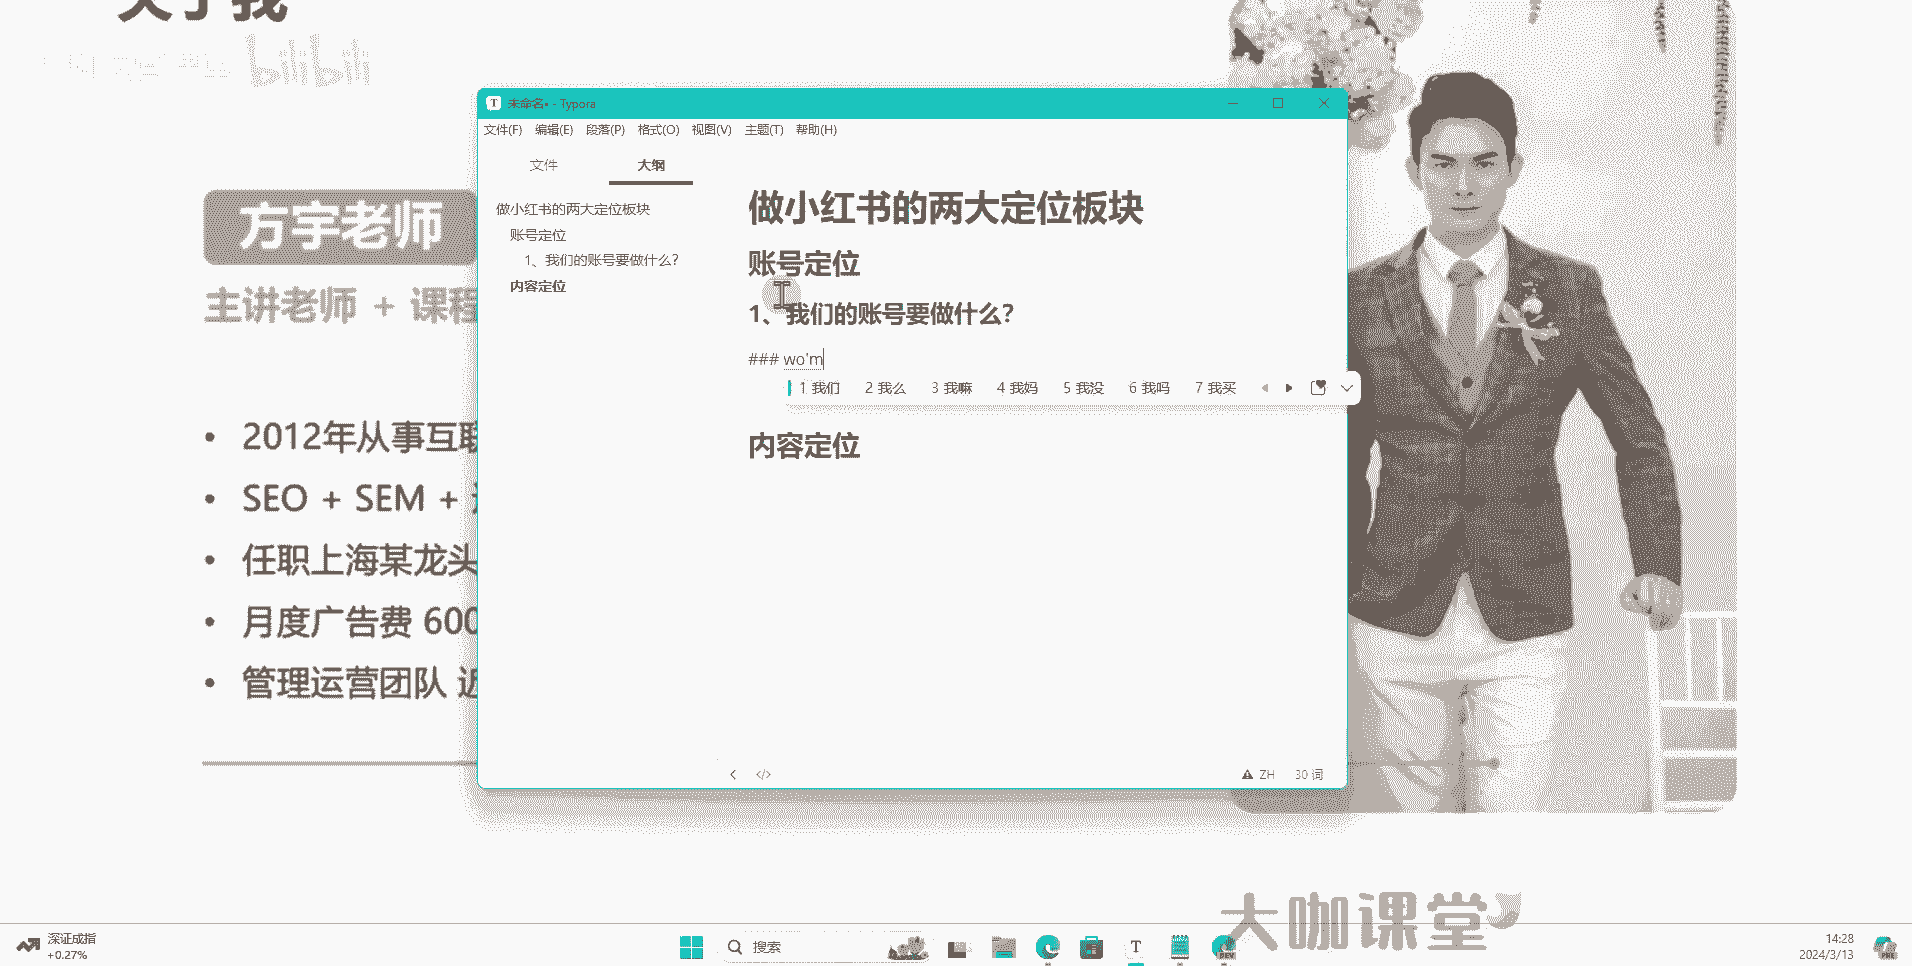 关于我
bilibili
未命名• - Typora
文件(F) 编辑(E) 段落(P) 格式(O) 视图(V) 主题(T) 帮助(H)
文件 大纲
做小红书的两大定位板块
账号定位
1、我们的账号要做什么？
内容定位
做小红书的两大定位板块
账号定位
1、我们的账号要做什么？
### wo'm
1 我们 2 我么 3 我嘛 4 我妈 5 我没 6 我吗 7 我买
内容定位
ZH 30 词
方宇老师
主讲老师 + 课程
2012年从事互联
SEO + SEM +
任职上海某龙头
月度广告费 600
管理运营团队 近
大咖课堂
深证成指
+0.27%
搜索
DEV
14:28
2024/3/13